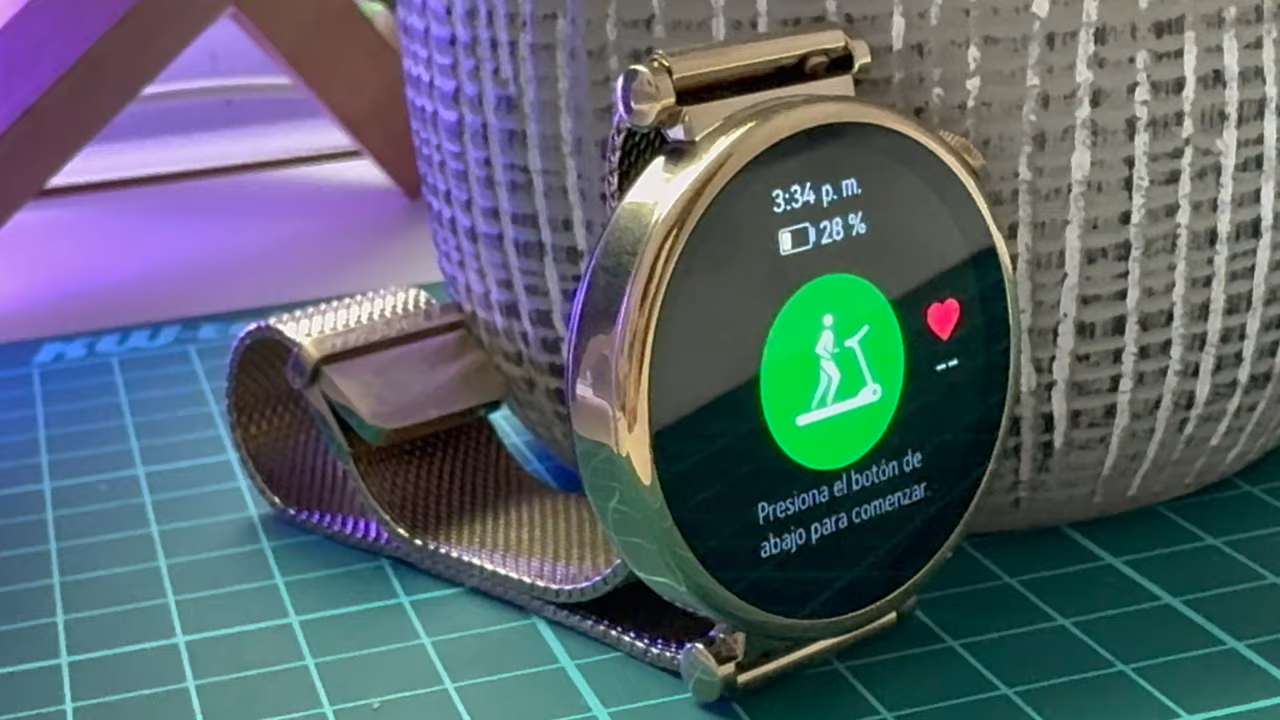 3:34 p. m.
28 %
Presiona el botón de
abajo para comenzar.